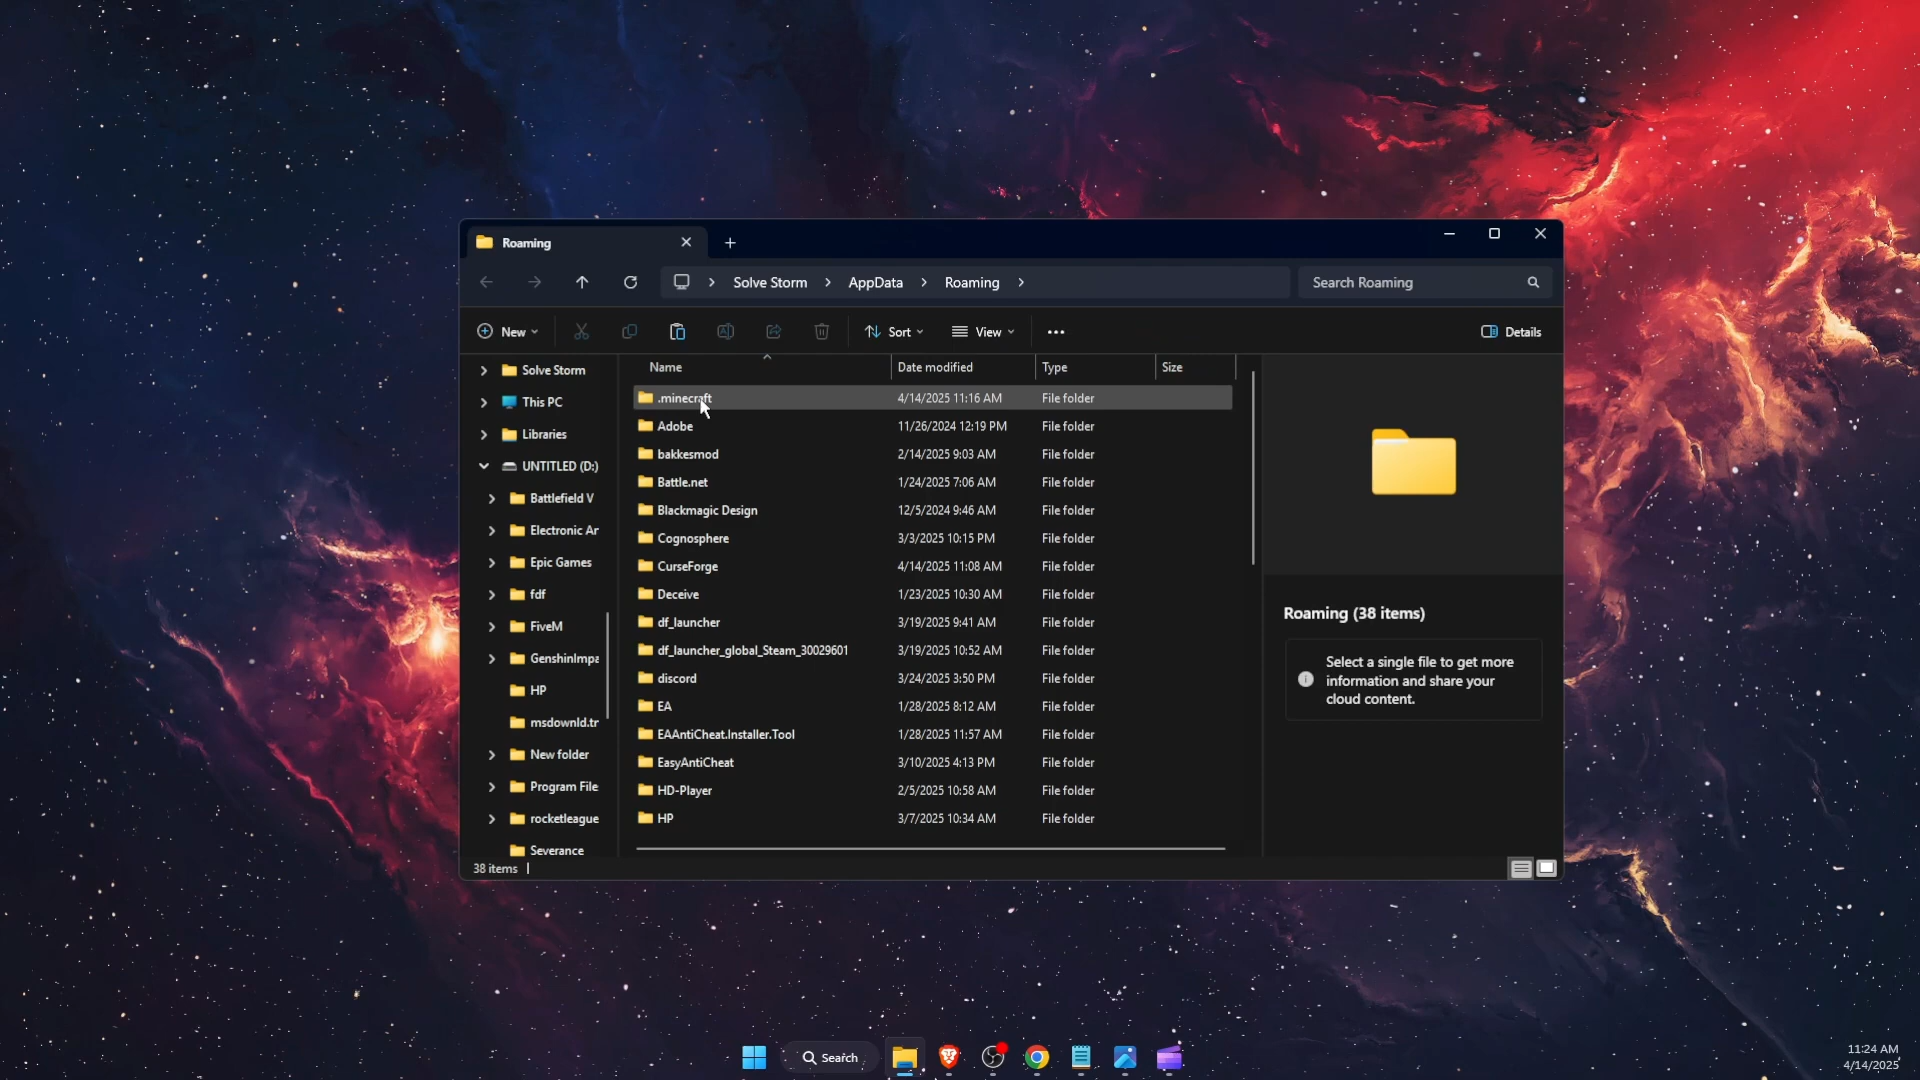 Roaming
Solve Storm AppData Roaming
Search Roaming
New
Sort
View
Details
Solve Storm
This PC
Libraries
UNTITLED (D:)
Battlefield V
Electronic Ar
Epic Games
fdf
FiveM
GenshinImpa
HP
msdownld.tr
New folder
Program File
rocketleague
Severance
Name Date modified Type Size
.minecraft 4/14/2025 11:16 AM File folder
Adobe 11/26/2024 12:19 PM File folder
bakkesmod 2/14/2025 9:03 AM File folder
Battle.net 1/24/2025 7:06 AM File folder
Blackmagic Design 12/5/2024 9:46 AM File folder
Cognosphere 3/3/2025 10:15 PM File folder
CurseForge 4/14/2025 11:08 AM File folder
Deceive 1/23/2025 10:30 AM File folder
df_launcher 3/19/2025 9:41 AM File folder
df_launcher_global_Steam_30029601 3/19/2025 10:52 AM File folder
discord 3/24/2025 3:50 PM File folder
EA 1/28/2025 8:12 AM File folder
EAAntiCheat.Installer.Tool 1/28/2025 11:57 AM File folder
EasyAntiCheat 3/10/2025 4:13 PM File folder
HD-Player 2/5/2025 10:58 AM File folder
HP 3/7/2025 10:34 AM File folder
Roaming (38 items)
Select a single file to get more
information and share your
cloud content.
38 items
Search
11:24 AM
4/14/2025